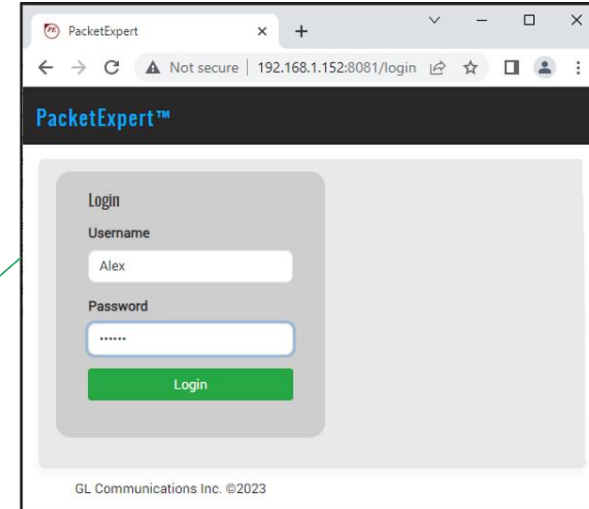 PacketExpert
Not secure | 192.168.1.152:8081/login
PacketExpert™
Login
Username
Alex
Password
••••••
Login
GL Communications Inc. ©2023